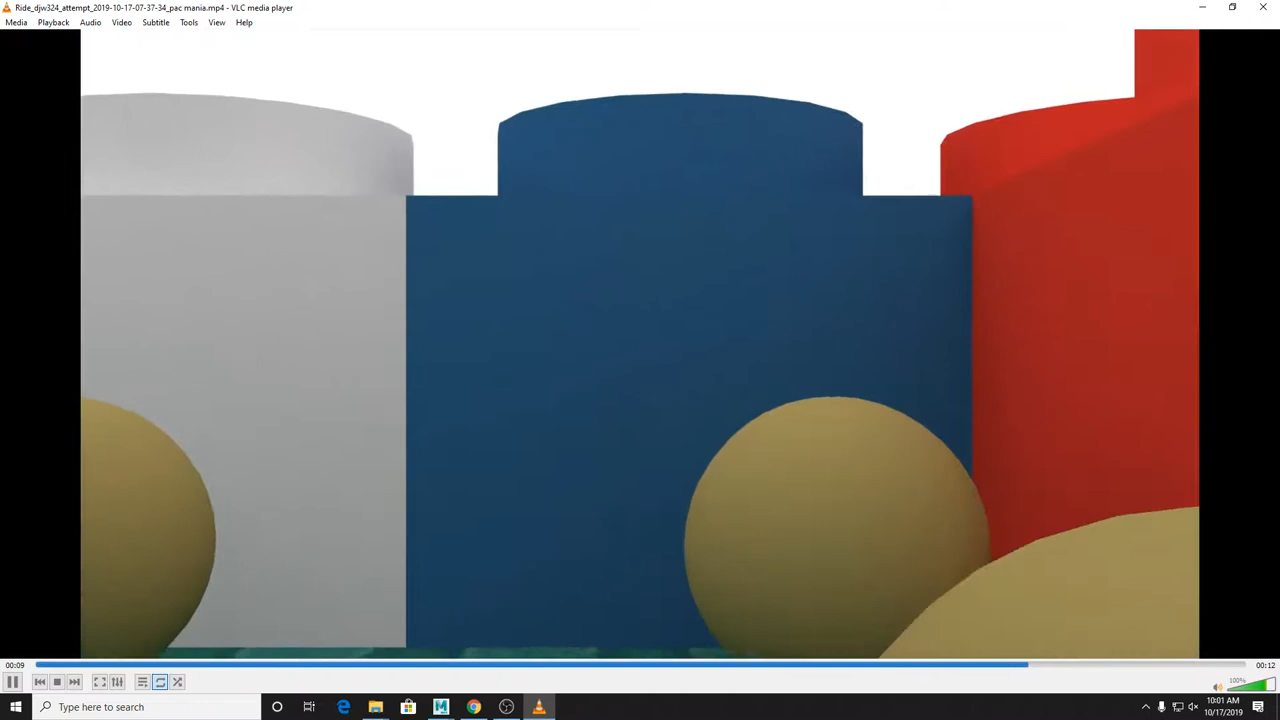 Ride_djw324_attempt_2019-10-17-07-37-34_pac mania.mp4 - VLC media player
Media Playback Audio Video Subtitle Tools View Help
00:09
00:12
100%
Type here to search
10:01 AM
10/17/2019